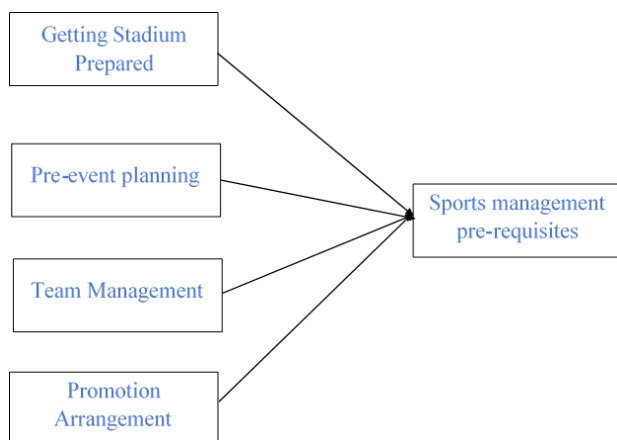 Getting Stadium
Prepared
Pre-event planning
Sports management
pre-requisites
Team Management
Promotion
Arrangement